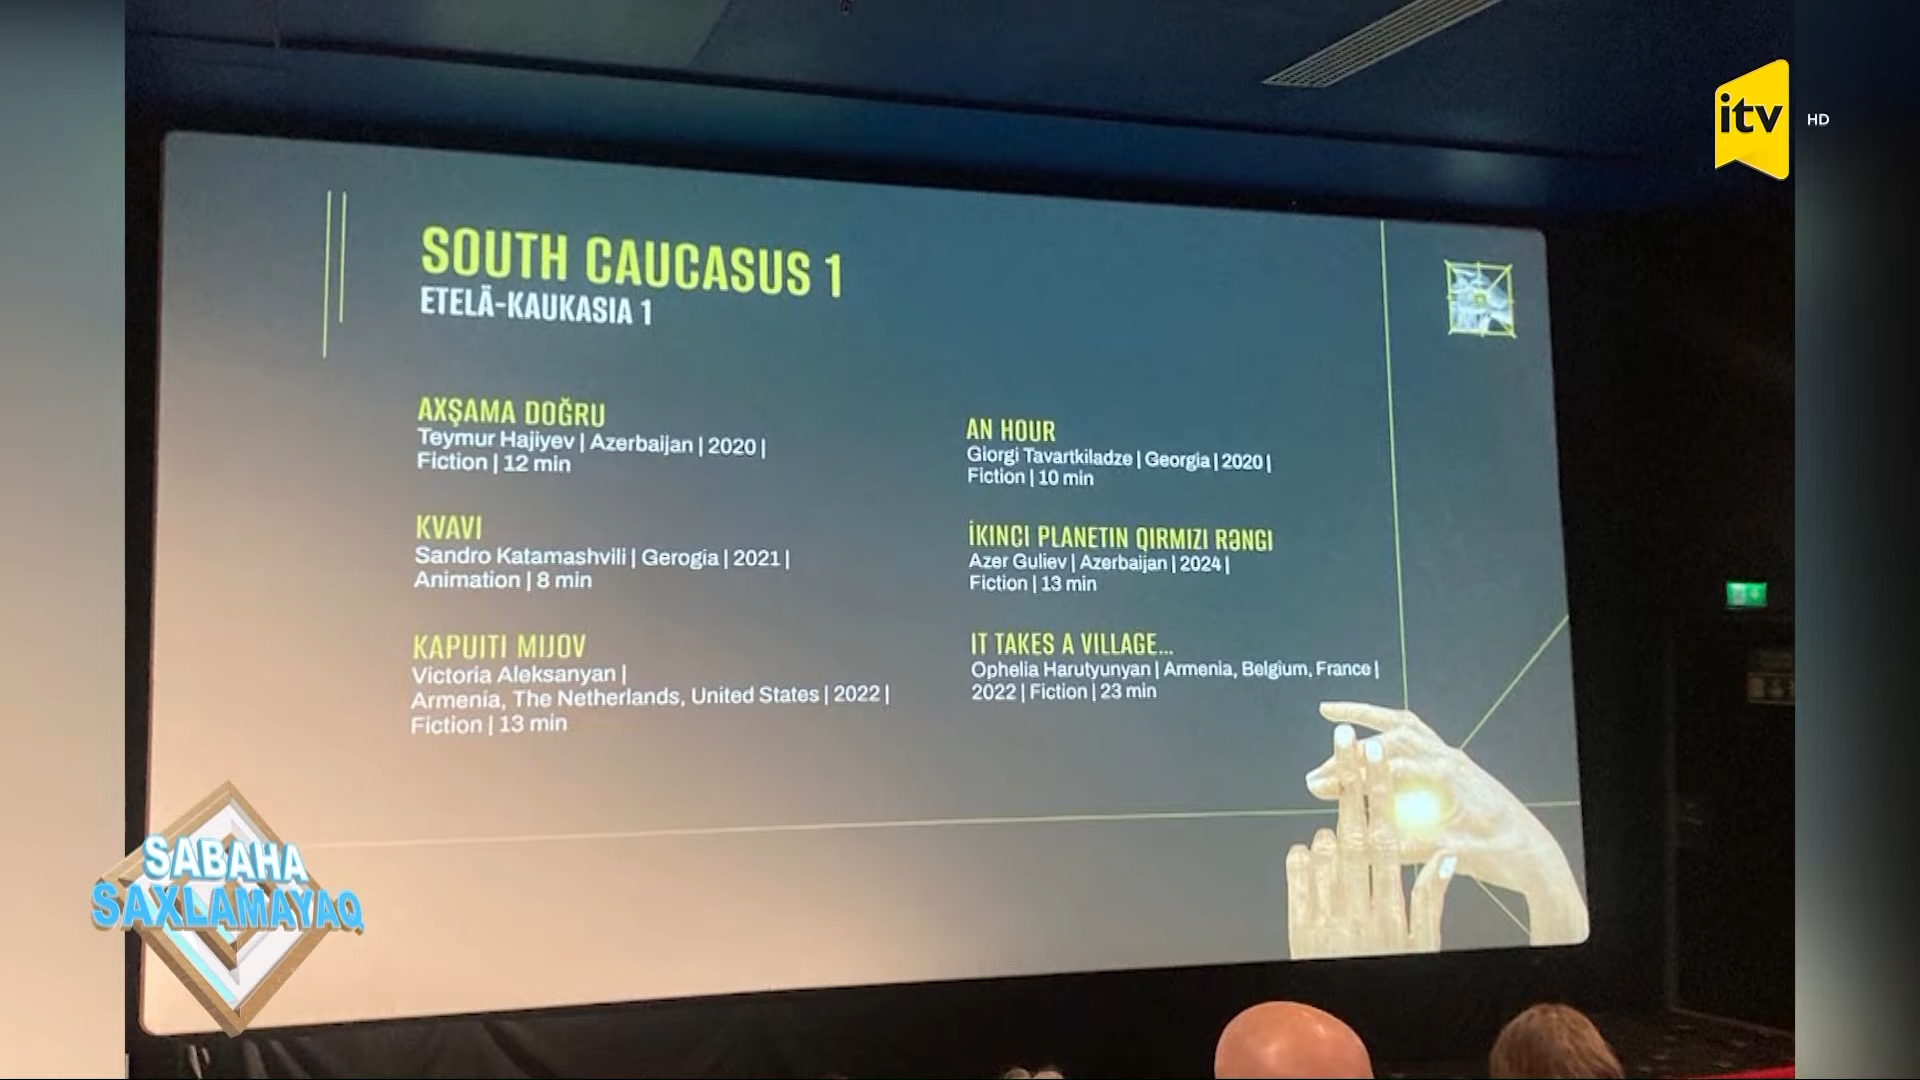 itv HD
SOUTH CAUCASUS 1
ETELÄ-KAUKASIA 1
AXŞAMA DOĞRU
Teymur Hajiyev | Azerbaijan | 2020 |
Fiction | 12 min
KVAVI
Sandro Katamashvili | Gerogia | 2021 |
Animation | 8 min
KAPUITI MIJOV
Victoria Aleksanyan |
Armenia, The Netherlands, United States | 2022 |
Fiction | 13 min
AN HOUR
Giorgi Tavartkiladze | Georgia | 2020 |
Fiction | 10 min
İKINCI PLANETIN QIRMIZI RƏNGI
Azer Guliev | Azerbaijan | 2024 |
Fiction | 13 min
IT TAKES A VILLAGE...
Ophelia Harutyunyan | Armenia, Belgium, France |
2022 | Fiction | 23 min
SABAHA
SAXLAMAYAQ